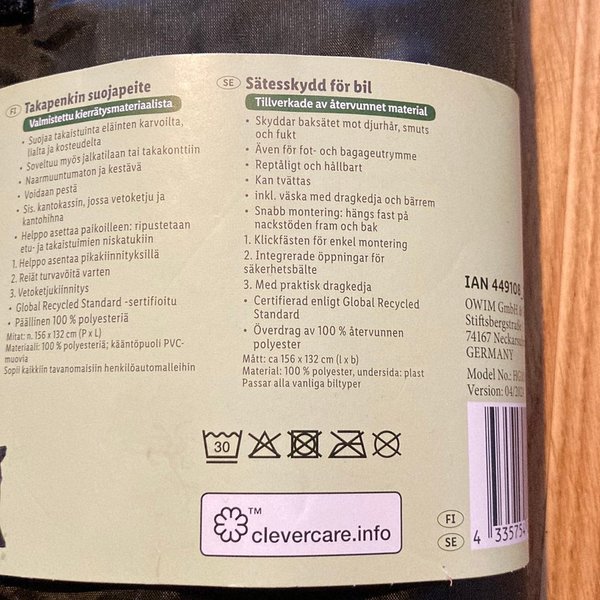 FI Takapenkin suojapeite
Valmistettu kierrätysmateriaalista
• Suojaa takaistuinta eläinten karvoilta,
lialta ja kosteudelta
• Soveltuu myös jalkatilaan tai takakonttiin
• Naarmuuntumaton ja kestävä
• Voidaan pestä
• Sis. kantokassin, jossa vetoketju ja
kantohihna
• Helppo asettaa paikoilleen: ripustetaan
etu- ja takaistuimien niskatukiin
1. Helppo asentaa pikakiinnityksillä
2. Reiät turvavöitä varten
3. Vetoketjukiinnitys
• Global Recycled Standard -sertifioitu
• Päällinen 100 % polyesteriä
Mitat: n. 156 x 132 cm (P x L)
Materiaali: 100 % polyesteriä; kääntöpuoli PVC-
muovia
Sopii kaikkiin tavanomaisiin henkilöautomalleihin
SE Sätesskydd för bil
Tillverkade av återvunnet material
• Skyddar baksätet mot djurhår, smuts
och fukt
• Även för fot- och bagageutrymme
• Reptåligt och hållbart
• Kan tvättas
• inkl. väska med dragkedja och bärrem
• Snabb montering: hängs fast på
nackstöden fram och bak
1. Klickfästen för enkel montering
2. Integrerade öppningar för
säkerhetsbälte
3. Med praktisk dragkedja
• Certifierad enligt Global Recycled
Standard
• Överdrag av 100 % återvunnen
polyester
Mått: ca 156 x 132 cm (l x b)
Material: 100 % polyester, undersida: plast
Passar alla vanliga biltyper
30
TM
clevercare.info
IAN 449108
OWIM GmbH &
Stiftsbergstraße
74167 Neckarsu
GERMANY
Model No.: HG
Version: 04/202
FI
SE
4 335754